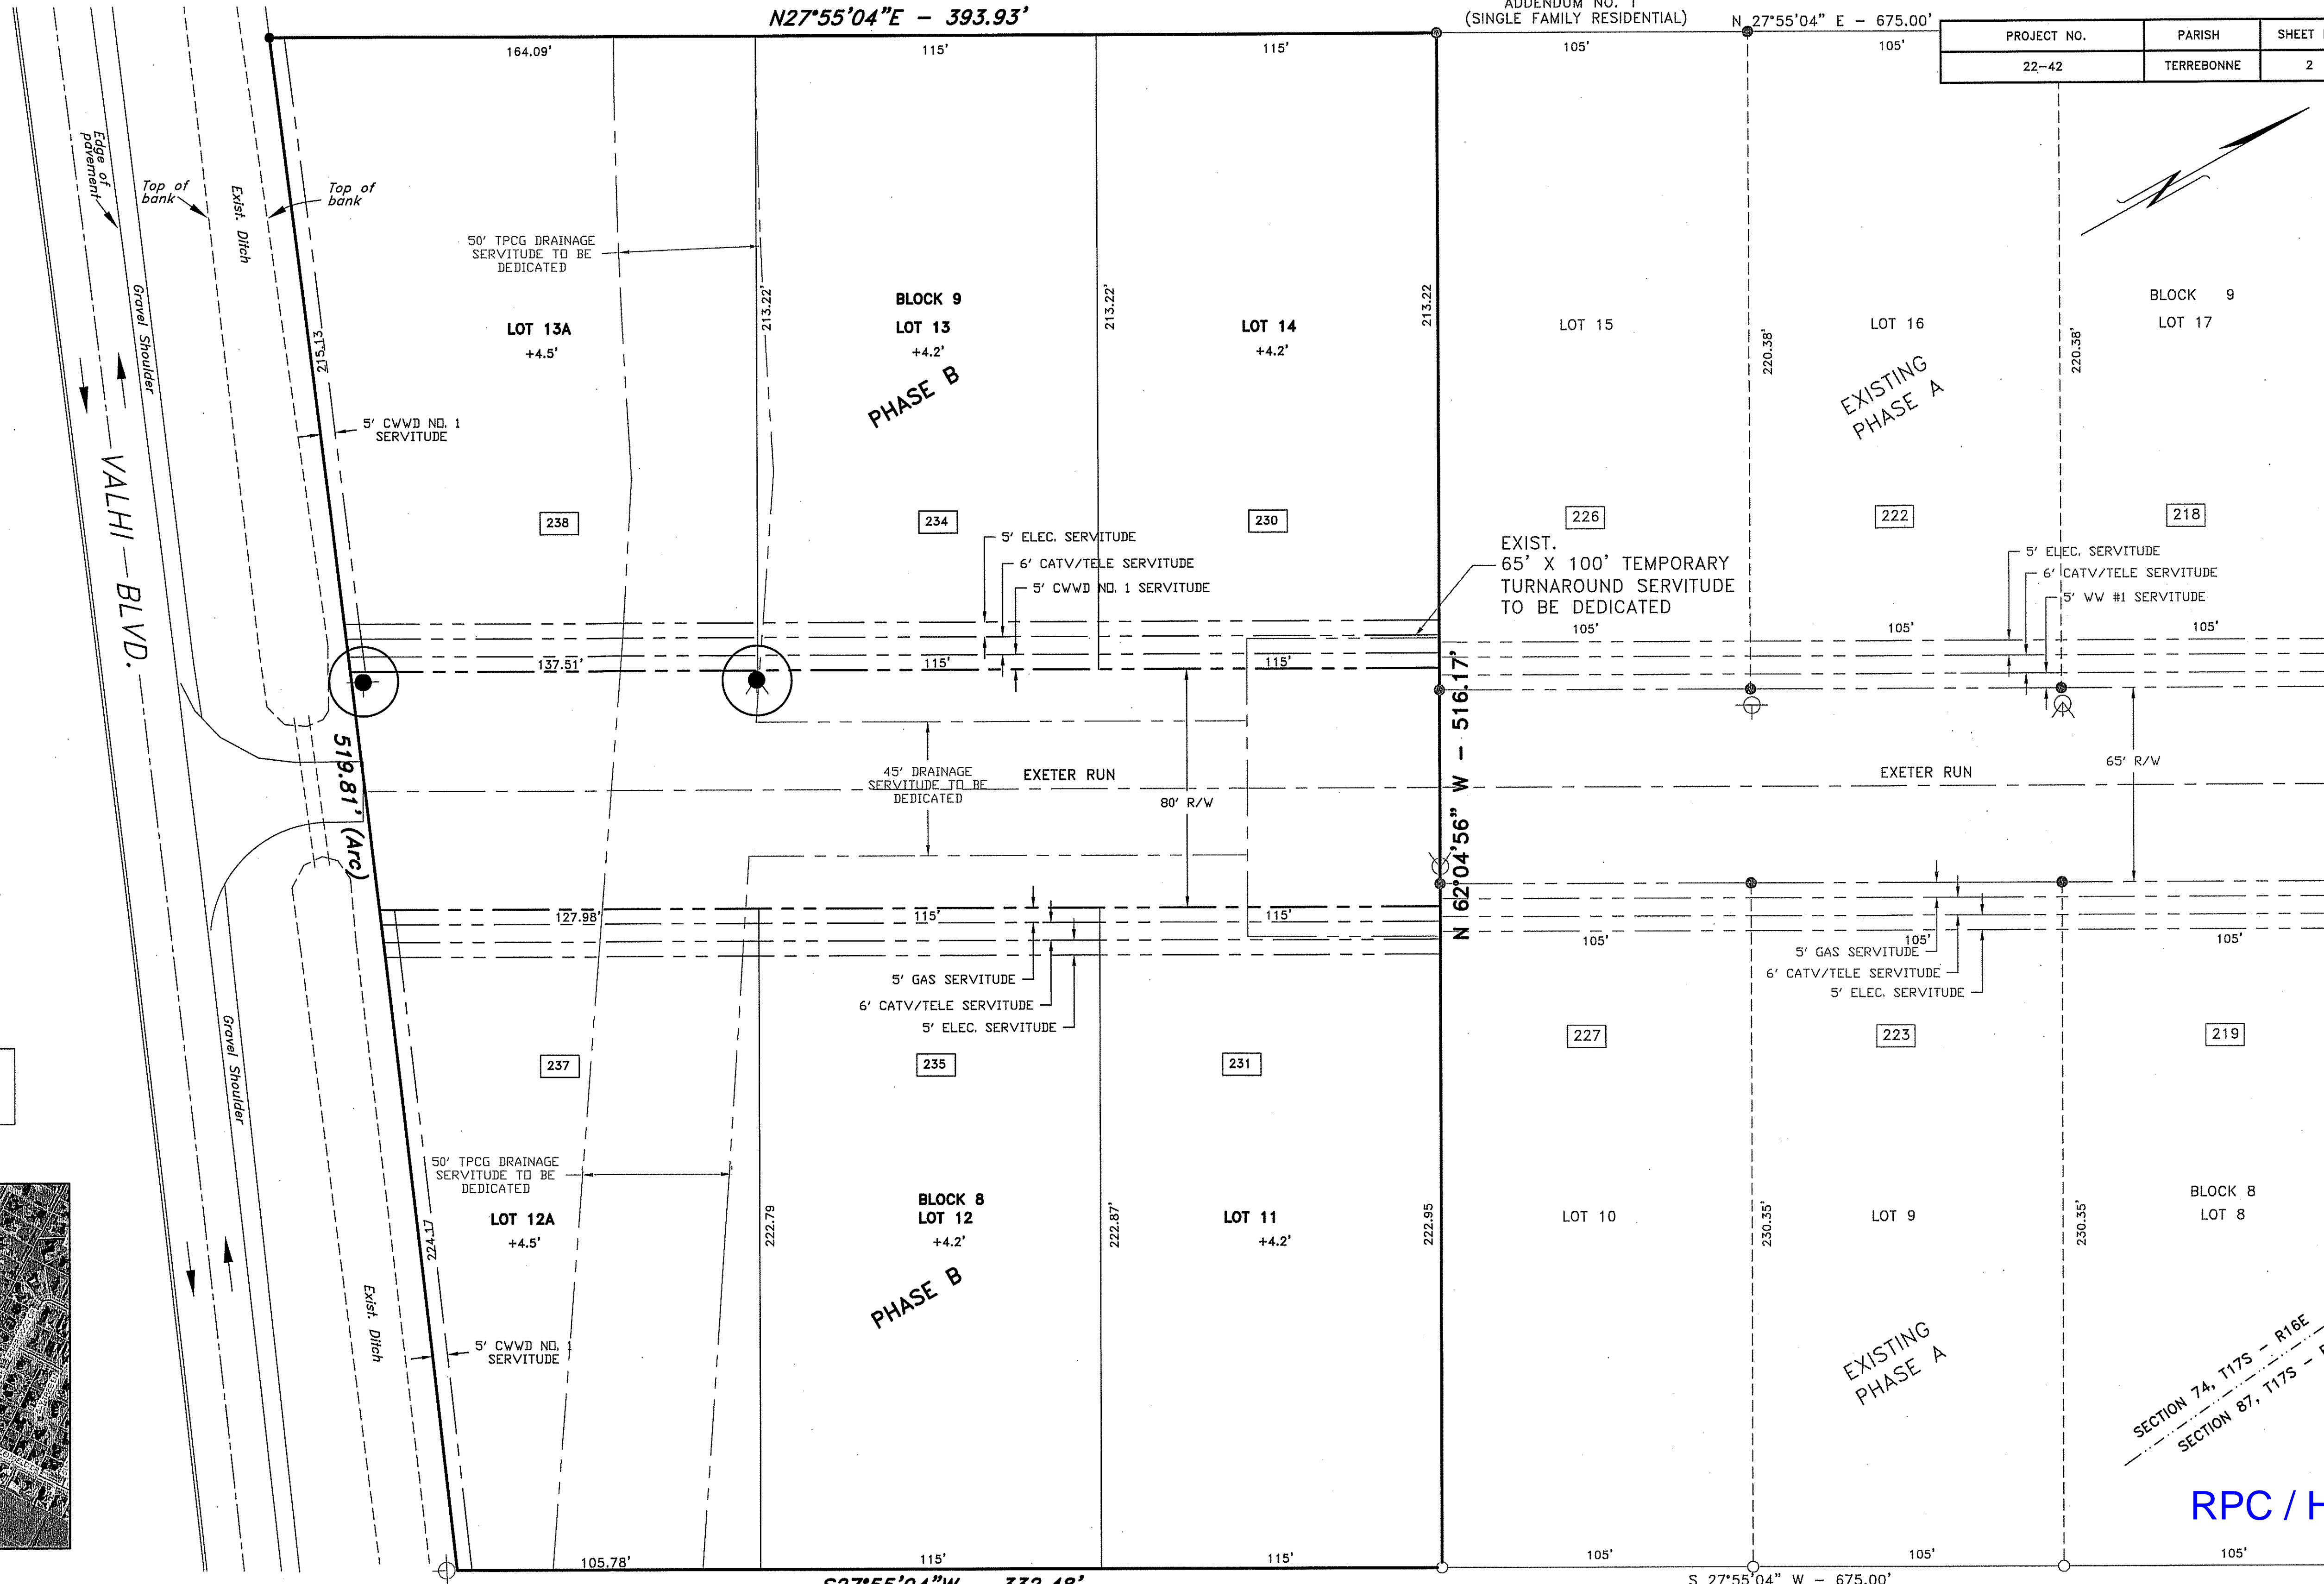 N27°55'04"E - 393.93'
ADDENDUM NO. 1
(SINGLE FAMILY RESIDENTIAL)
N 27°55'04" E - 675.00'
PROJECT NO.
PARISH
SHEET
22-42
TERREBONNE
2
164.09'
115'
115'
105'
105'
Edge of
pavement
Top of
bank
Exist. Ditch
Top of
bank
Gravel Shoulder
N
50' TPCG DRAINAGE
SERVITUDE TO BE
DEDICATED
215.13
213.22'
213.22'
213.22
220.38'
220.38'
LOT 13A
+4.5'
BLOCK 9
LOT 13
+4.2'
PHASE B
LOT 14
+4.2'
LOT 15
LOT 16
EXISTING
PHASE A
BLOCK 9
LOT 17
5' CWWD NO. 1
SERVITUDE
VALHI BLVD.
238
234
230
226
222
218
5' ELEC. SERVITUDE
6' CATV/TELE SERVITUDE
5' CWWD NO. 1 SERVITUDE
EXIST.
65' X 100' TEMPORARY
TURNAROUND SERVITUDE
TO BE DEDICATED
5' ELEC. SERVITUDE
6' CATV/TELE SERVITUDE
5' WW #1 SERVITUDE
105'
105'
105'
137.51'
115'
115'
519.81' (Arc)
45' DRAINAGE
SERVITUDE TO BE
DEDICATED
EXETER RUN
80' R/W
N 62°04'56" W - 516.17'
EXETER RUN
65' R/W
127.98'
115'
115'
105'
105'
105'
5' GAS SERVITUDE
6' CATV/TELE SERVITUDE
5' ELEC. SERVITUDE
5' GAS SERVITUDE
6' CATV/TELE SERVITUDE
5' ELEC. SERVITUDE
Gravel Shoulder
237
235
231
227
223
219
50' TPCG DRAINAGE
SERVITUDE TO BE
DEDICATED
224.17
222.79
222.87'
222.95
230.35'
230.35'
LOT 12A
+4.5'
BLOCK 8
LOT 12
+4.2'
PHASE B
LOT 11
+4.2'
LOT 10
LOT 9
EXISTING
PHASE A
BLOCK 8
LOT 8
Exist. Ditch
5' CWWD NO. 1
SERVITUDE
SECTION 74, T17S - R16E
SECTION 87, T17S -
RPC / H
105.78'
115'
115'
105'
105'
105'
S27°55'04"W - 332.48'
S 27°55'04" W - 675.00'